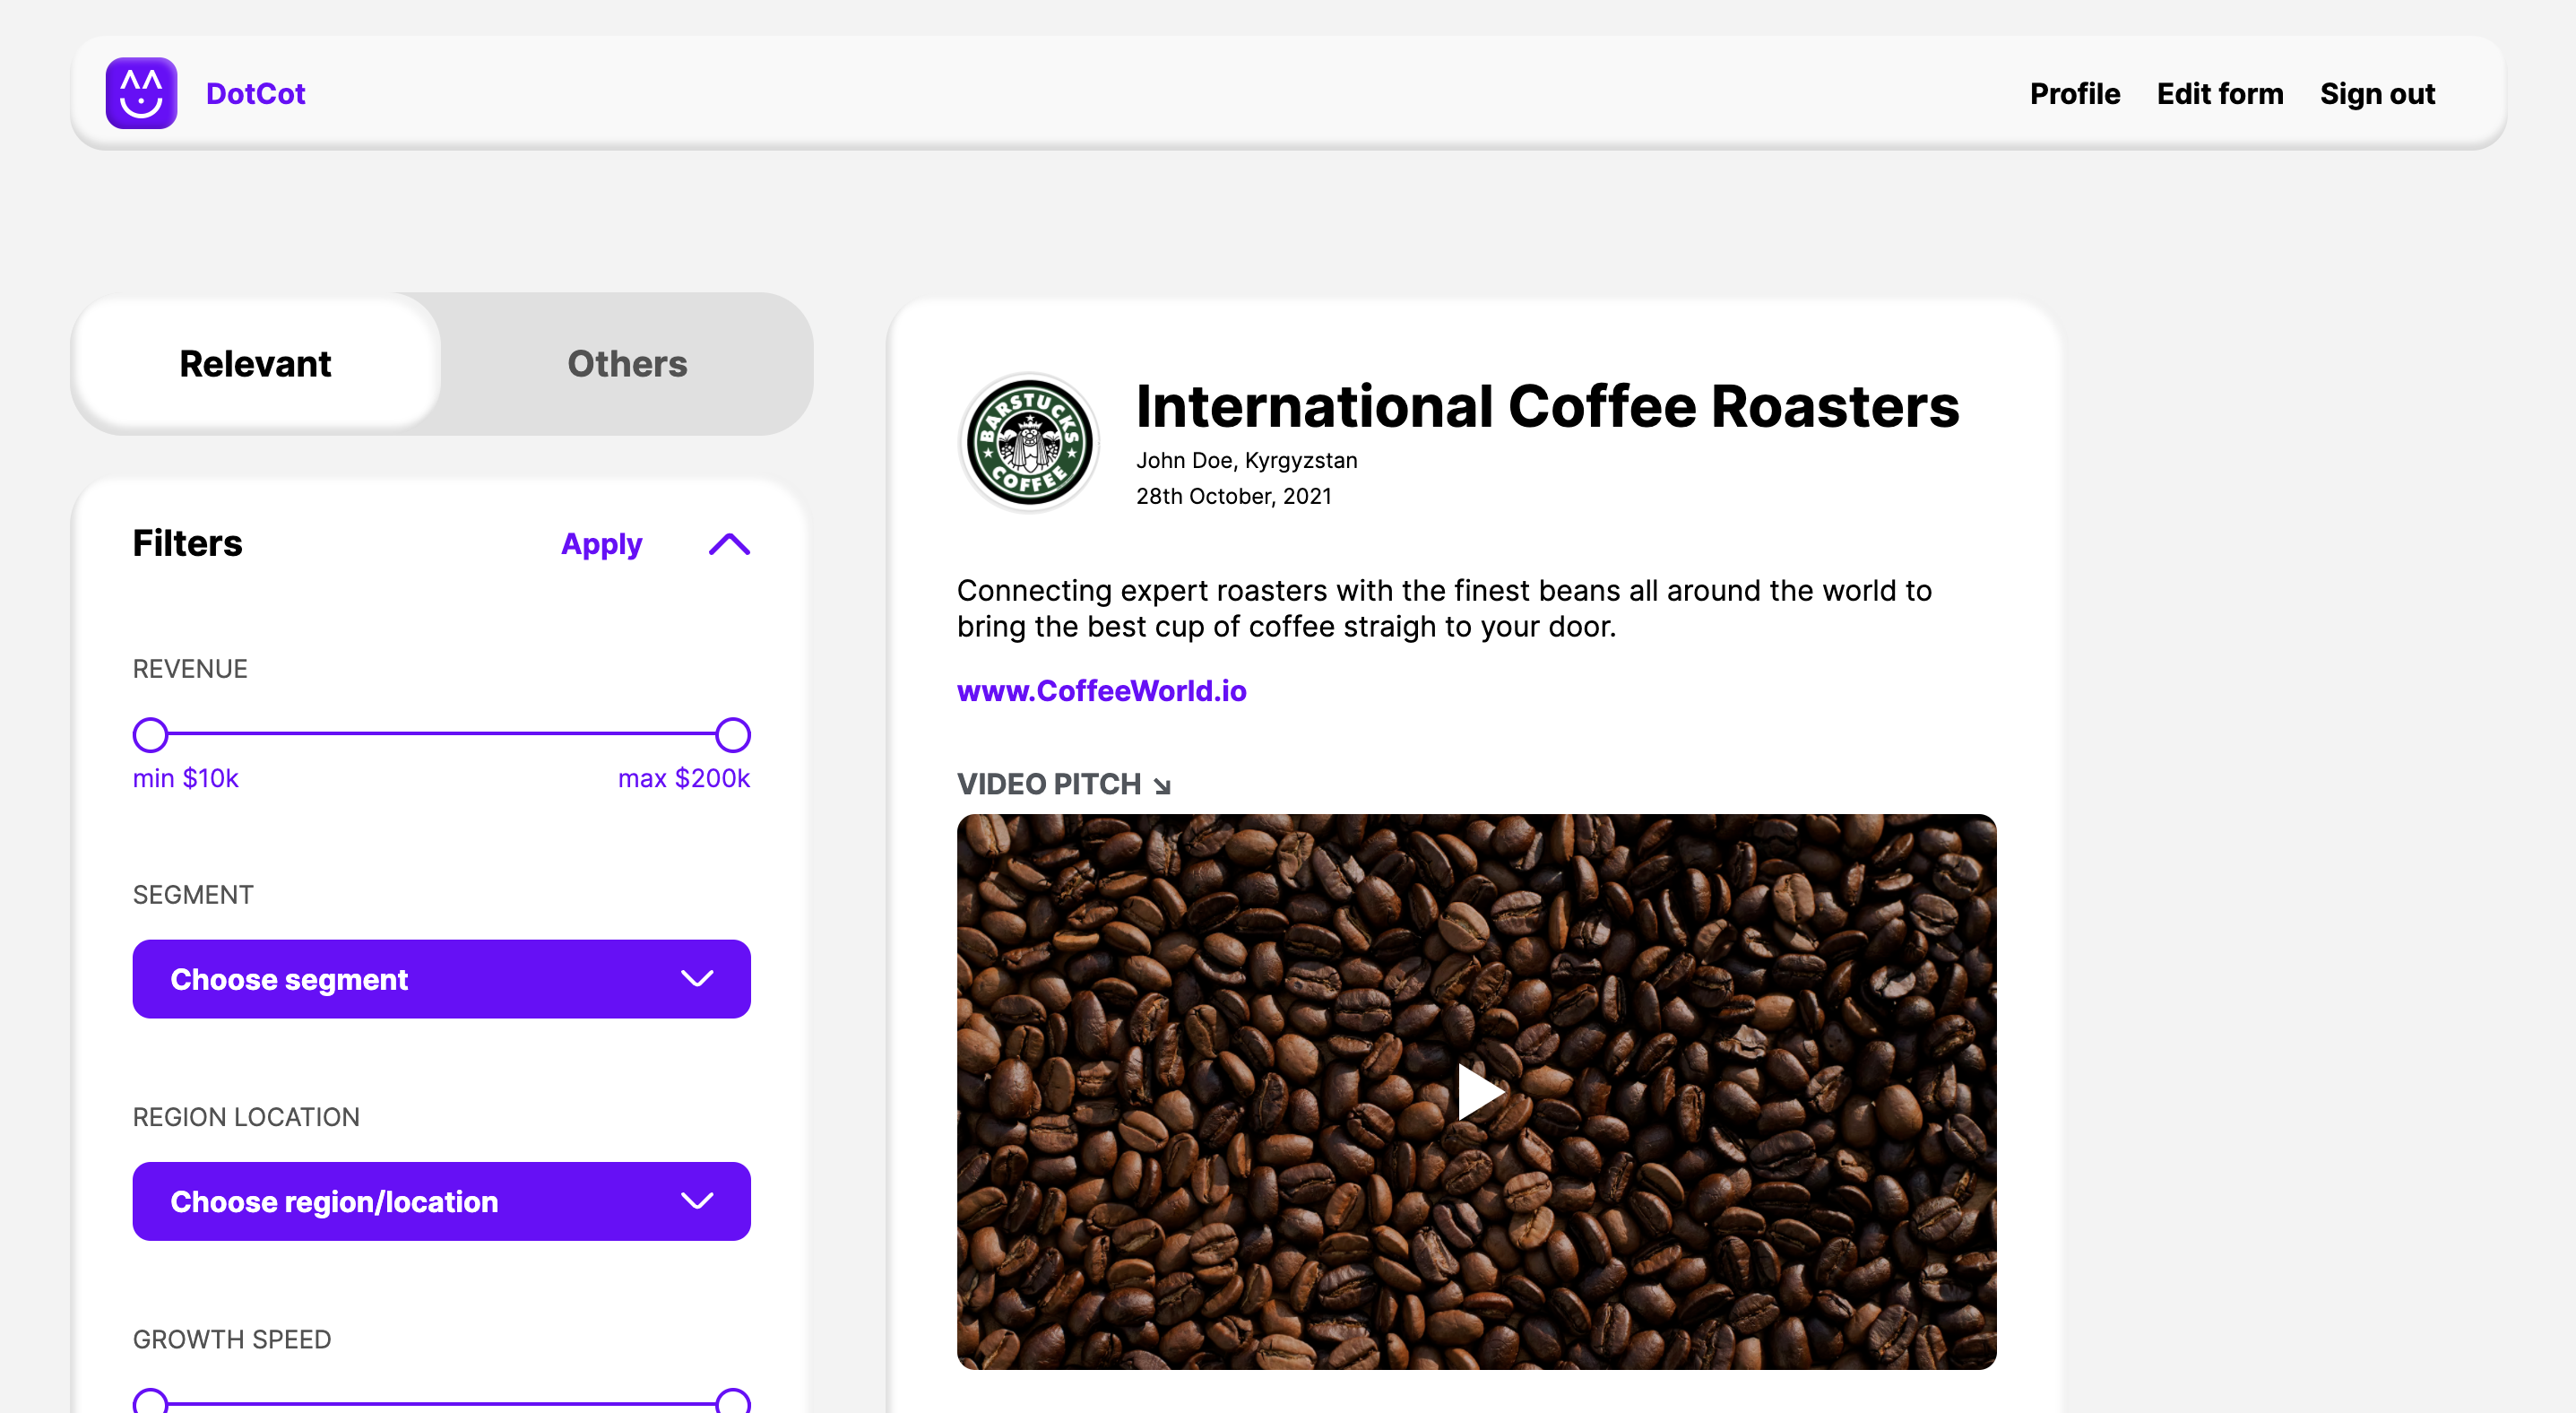 DotCot
Profile
Edit form
Sign out
Relevant
Others
Filters
Apply
REVENUE
min $10k
max $200k
SEGMENT
Choose segment
REGION LOCATION
Choose region/location
GROWTH SPEED
BARSTUCKS
COFFEE
International Coffee Roasters
John Doe, Kyrgyzstan
28th October, 2021
Connecting expert roasters with the finest beans all around the world to
bring the best cup of coffee straigh to your door.
www.CoffeeWorld.io
VIDEO PITCH ↘